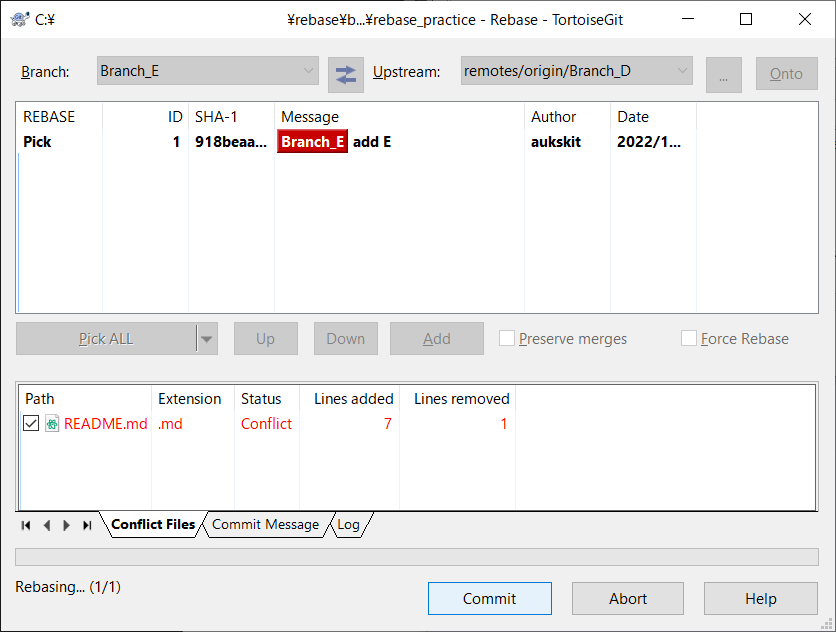 C:¥ ¥rebase¥b...¥rebase_practice - Rebase - TortoiseGit
Branch: Branch_E Upstream: remotes/origin/Branch_D ... Onto
REBASE ID SHA-1 Message Author Date
Pick 1 918beaa... Branch_E add E aukskit 2022/1...
Pick ALL Up Down Add Preserve merges Force Rebase
Path Extension Status Lines added Lines removed
README.md .md Conflict 7 1
Conflict Files Commit Message Log
Rebasing... (1/1)
Commit Abort Help